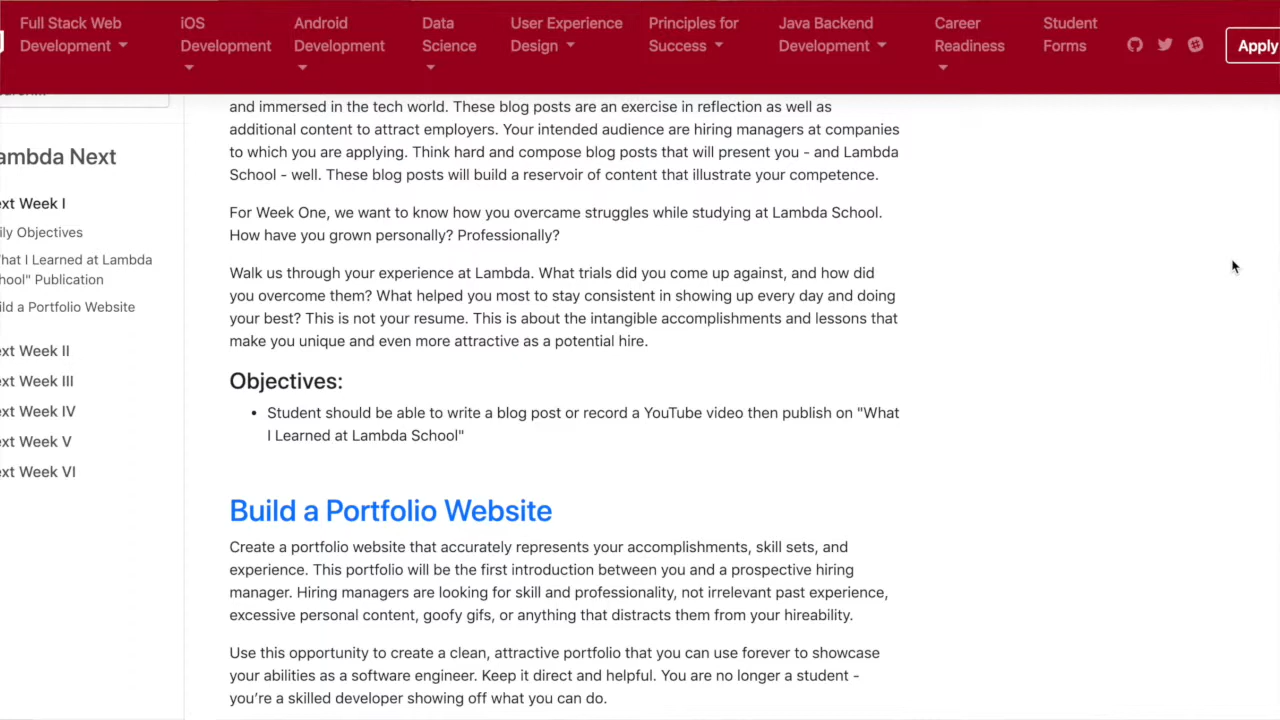 Full Stack Web Development
iOS Development
Android Development
Data Science
User Experience Design
Principles for Success
Java Backend Development
Career Readiness
Student Forms
Apply
ambda Next
ext Week I
ily Objectives
hat I Learned at Lambda
hool" Publication
ild a Portfolio Website
ext Week II
ext Week III
ext Week IV
ext Week V
ext Week VI
and immersed in the tech world. These blog posts are an exercise in reflection as well as
additional content to attract employers. Your intended audience are hiring managers at companies
to which you are applying. Think hard and compose blog posts that will present you - and Lambda
School - well. These blog posts will build a reservoir of content that illustrate your competence.
For Week One, we want to know how you overcame struggles while studying at Lambda School.
How have you grown personally? Professionally?
Walk us through your experience at Lambda. What trials did you come up against, and how did
you overcome them? What helped you most to stay consistent in showing up every day and doing
your best? This is not your resume. This is about the intangible accomplishments and lessons that
make you unique and even more attractive as a potential hire.
Objectives:
• Student should be able to write a blog post or record a YouTube video then publish on "What
I Learned at Lambda School"
Build a Portfolio Website
Create a portfolio website that accurately represents your accomplishments, skill sets, and
experience. This portfolio will be the first introduction between you and a prospective hiring
manager. Hiring managers are looking for skill and professionality, not irrelevant past experience,
excessive personal content, goofy gifs, or anything that distracts them from your hireability.
Use this opportunity to create a clean, attractive portfolio that you can use forever to showcase
your abilities as a software engineer. Keep it direct and helpful. You are no longer a student -
you’re a skilled developer showing off what you can do.